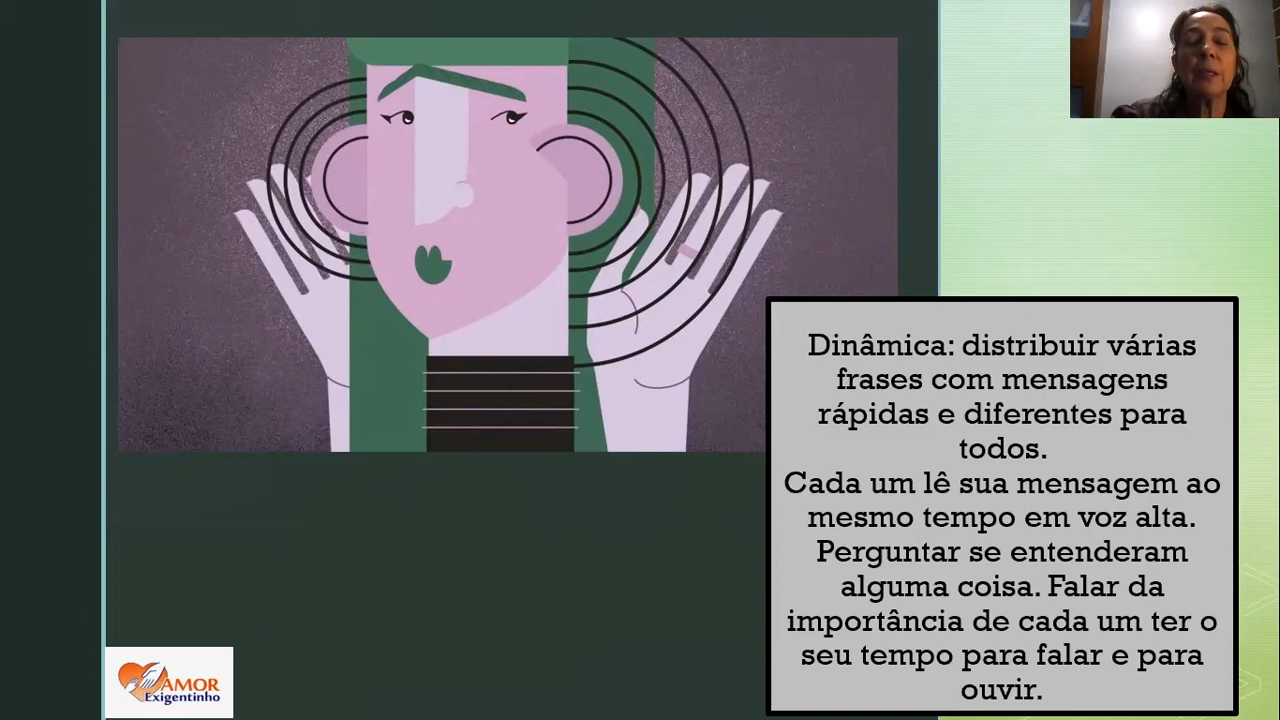 Dinâmica: distribuir várias
frases com mensagens
rápidas e diferentes para
todos.
Cada um lê sua mensagem ao
mesmo tempo em voz alta.
Perguntar se entenderam
alguma coisa. Falar da
importância de cada um ter o
seu tempo para falar e para
ouvir.
AMOR
Exigentinho